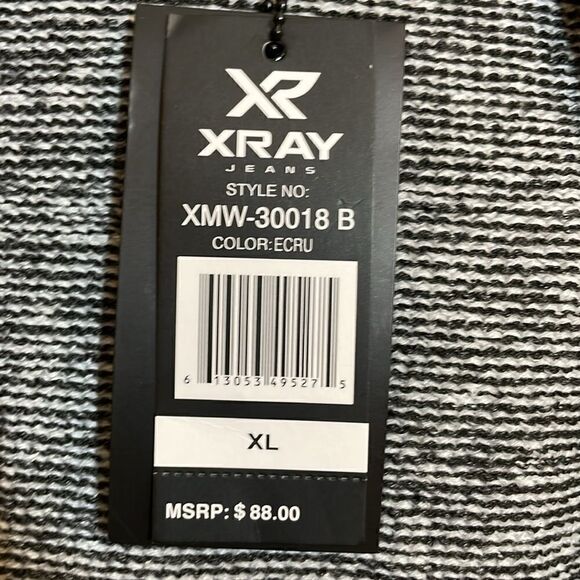 XR
XRAY
JEANS
STYLE NO:
XMW-30018 B
COLOR:ECRU
6 13053 49527 5
XL
MSRP: $ 88.00